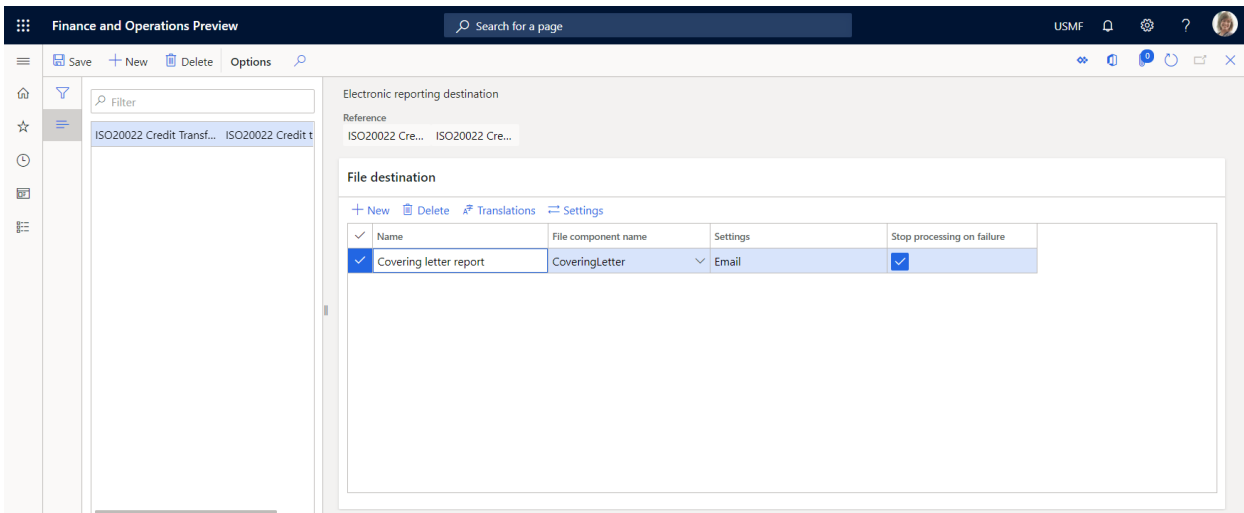 Finance and Operations Preview
Search for a page
USMF
?
Save
New
Delete
Options
0
Filter
ISO20022 Credit Transf... ISO20022 Credit t
Electronic reporting destination
Reference
ISO20022 Cre... ISO20022 Cre...
File destination
New
Delete
Translations
Settings
Name
File component name
Settings
Stop processing on failure
Covering letter report
CoveringLetter
Email